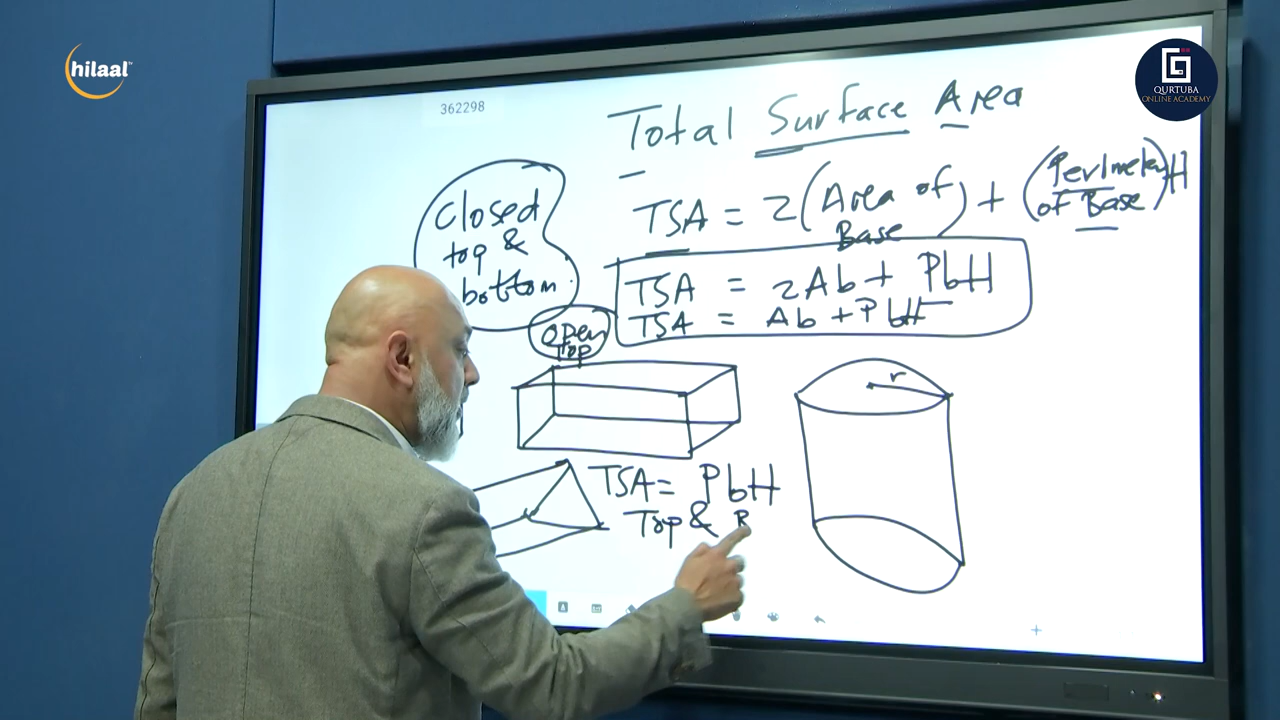 hilaal
QURTUBA
ONLINE ACADEMY
362298
Total Surface Area
closed
top &
bottom
TSA = 2(Area of Base) + (Perimeter of Base)H
TSA = 2Ab + PbH
TSA = Ab + PbH
open
Top
r
TSA = PbH
Top & B